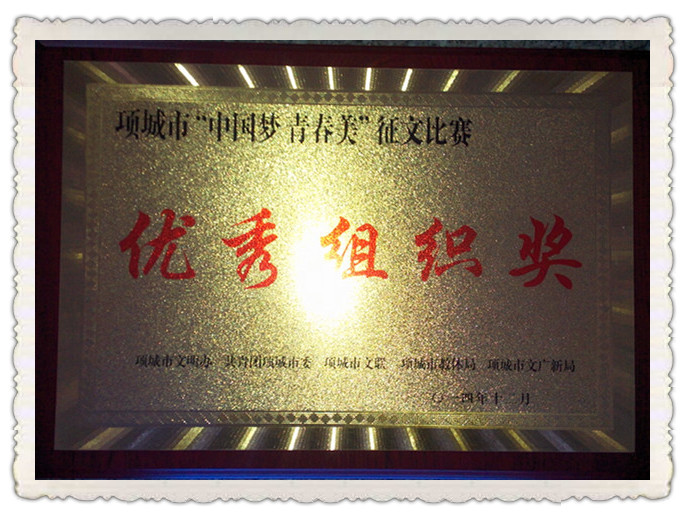 项城市“中国梦 青春美”征文比赛
优秀组织奖
项城市文明办 共青团项城市委 项城市文联 项城市教体局 项城市文广新局
二〇一四年十二月